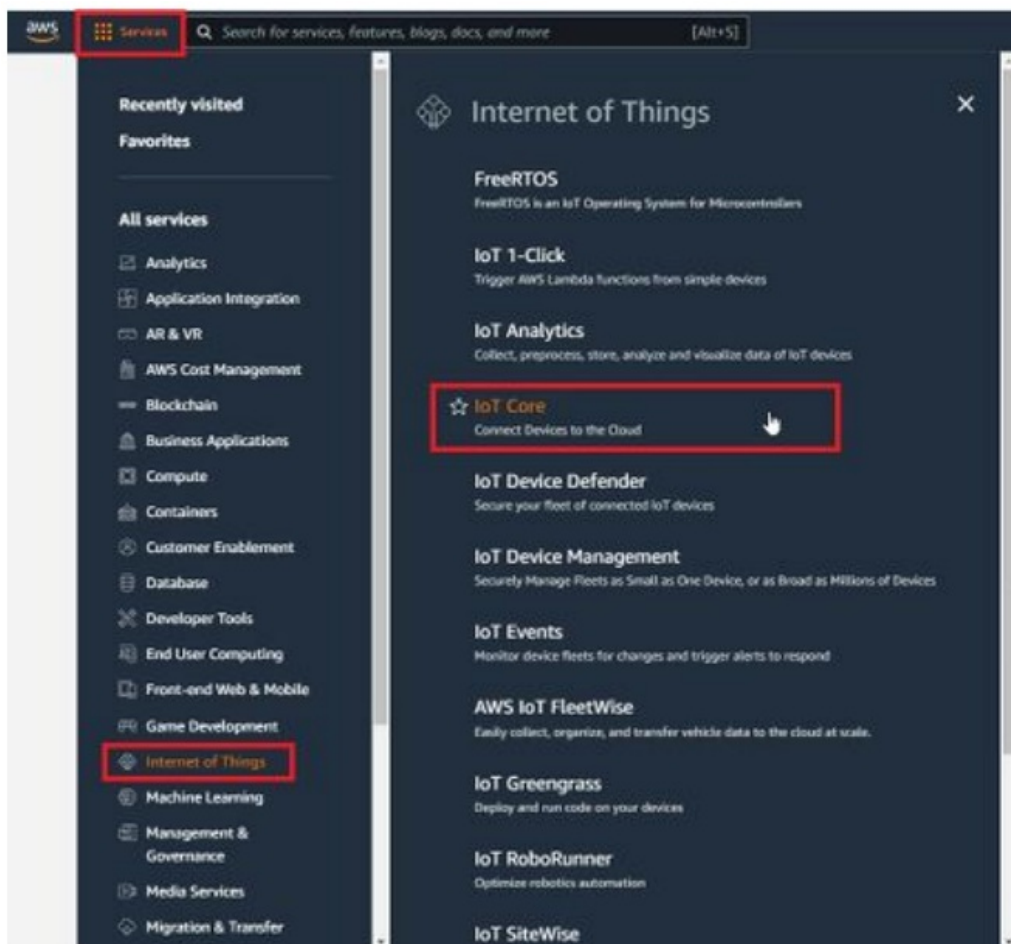 aws
Services
Search for services, features, blogs, docs, and more
[Alt+S]
Recently visited
Favorites
All services
Analytics
Application Integration
AR & VR
AWS Cost Management
Blockchain
Business Applications
Compute
Containers
Customer Enablement
Database
Developer Tools
End User Computing
Front-end Web & Mobile
Game Development
Internet of Things
Machine Learning
Management &
Governance
Media Services
Migration & Transfer
Internet of Things
FreeRTOS
FreeRTOS is an IoT Operating System for Microcontrollers
IoT 1-Click
Trigger AWS Lambda functions from simple devices
IoT Analytics
Collect, preprocess, store, analyze and visualize data of IoT devices
IoT Core
Connect Devices to the Cloud
IoT Device Defender
Secure your fleet of connected IoT devices
IoT Device Management
Securely Manage Fleets as Small as One Device, or as Broad as Millions of Devices
IoT Events
Monitor device fleets for changes and trigger alerts to respond
AWS IoT FleetWise
Easily collect, organize, and transfer vehicle data to the cloud at scale.
IoT Greengrass
Deploy and run code on your devices
IoT RoboRunner
Optimize robotics automation
IoT SiteWise